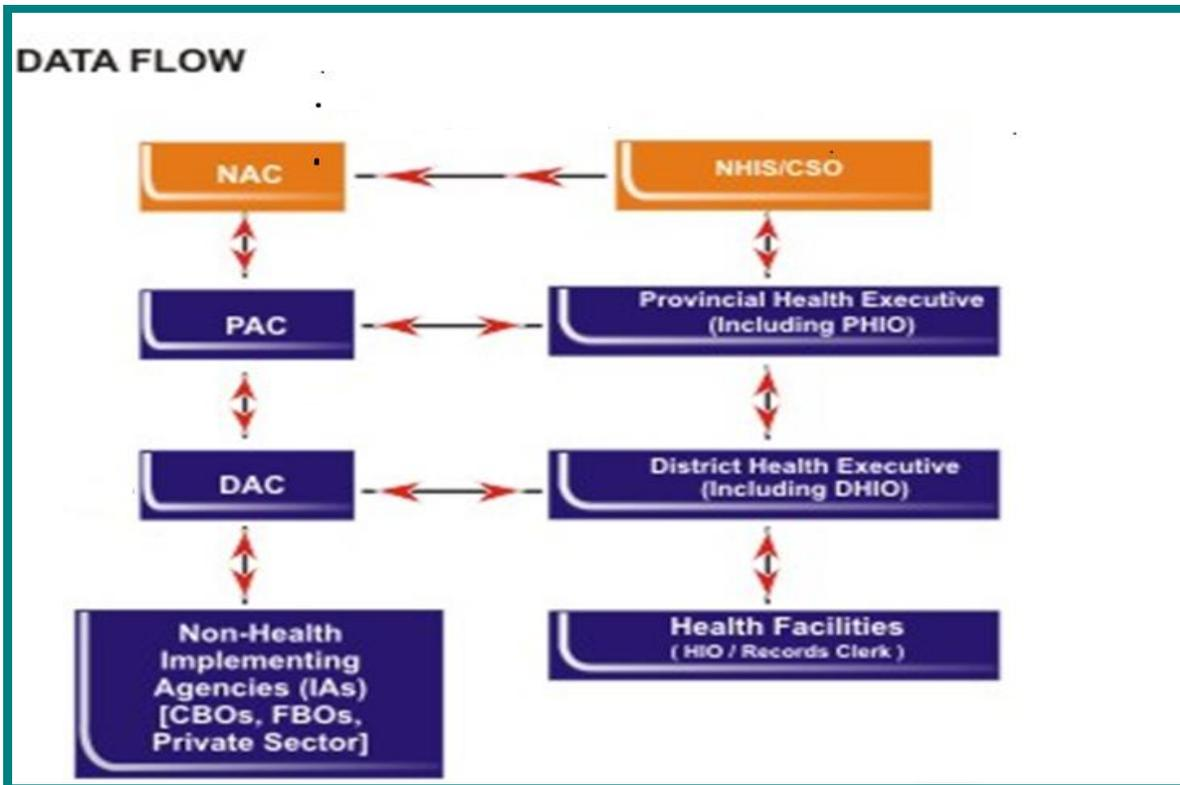 DATA FLOW
NAC
NHIS/CSO
PAC
Provincial Health Executive
(Including PHIO)
DAC
District Health Executive
(Including DHIO)
Non-Health
Implementing
Agencies (IAs)
[CBOs, FBOs,
Private Sector]
Health Facilities
( HIO / Records Clerk )